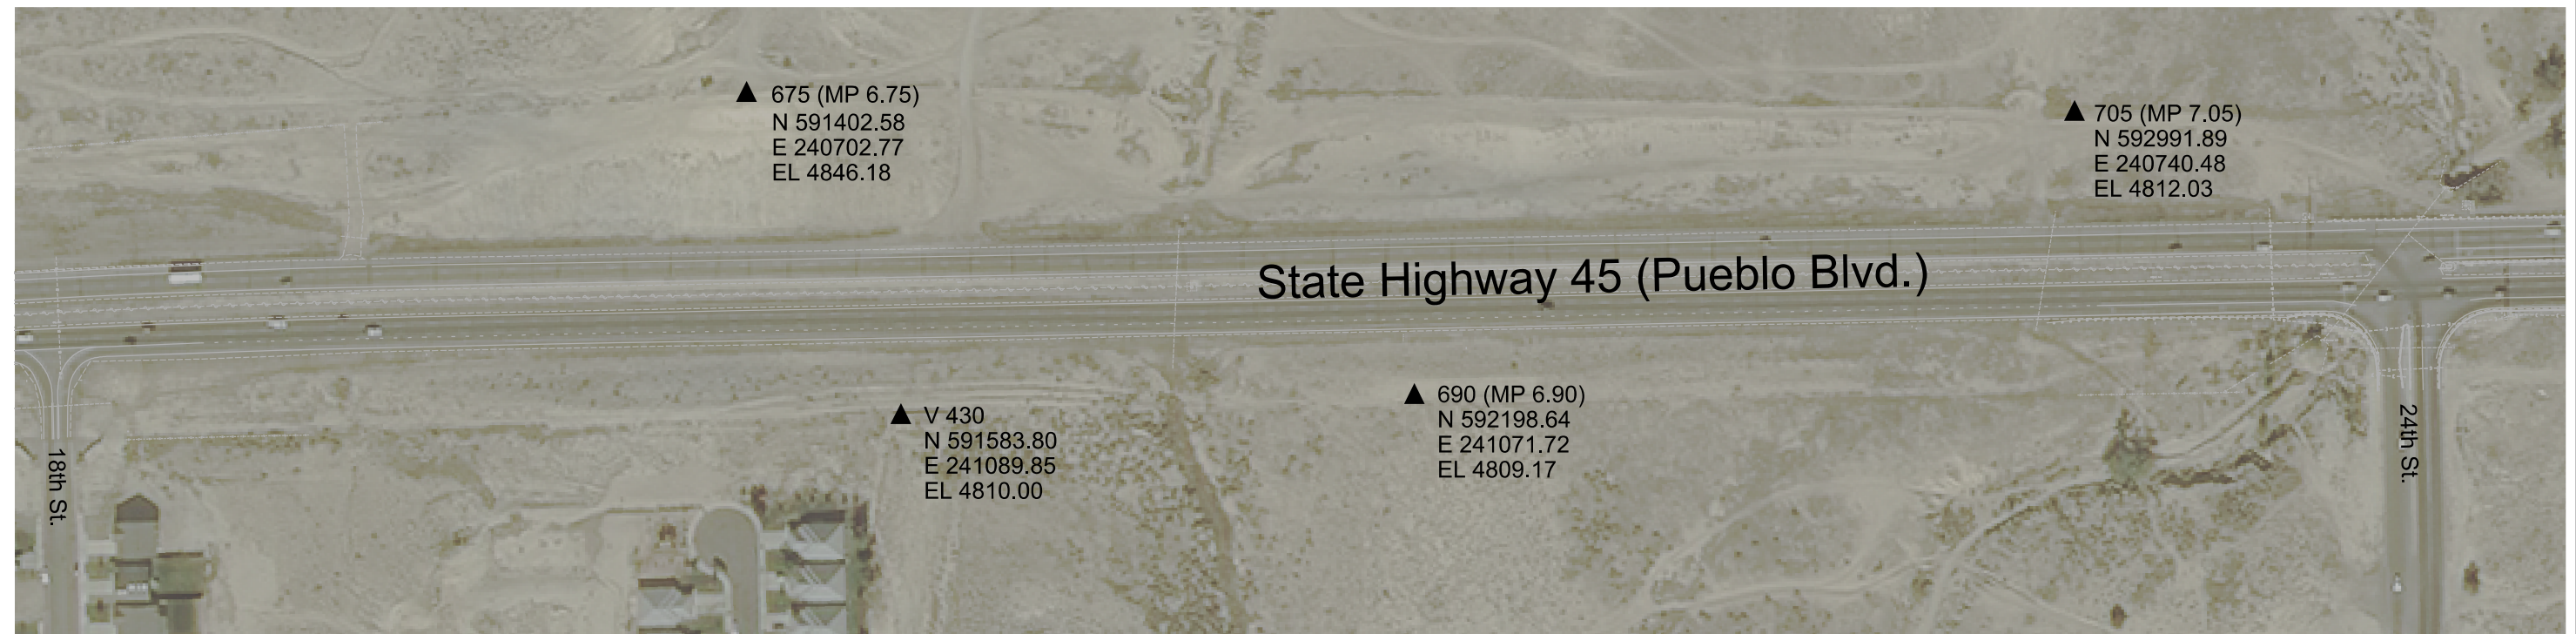 675 (MP 6.75)
N 591402.58
E 240702.77
EL 4846.18
705 (MP 7.05)
N 592991.89
E 240740.48
EL 4812.03
State Highway 45 (Pueblo Blvd.)
690 (MP 6.90)
N 592198.64
E 241071.72
EL 4809.17
V 430
N 591583.80
E 241089.85
EL 4810.00
18th St.
24th St.